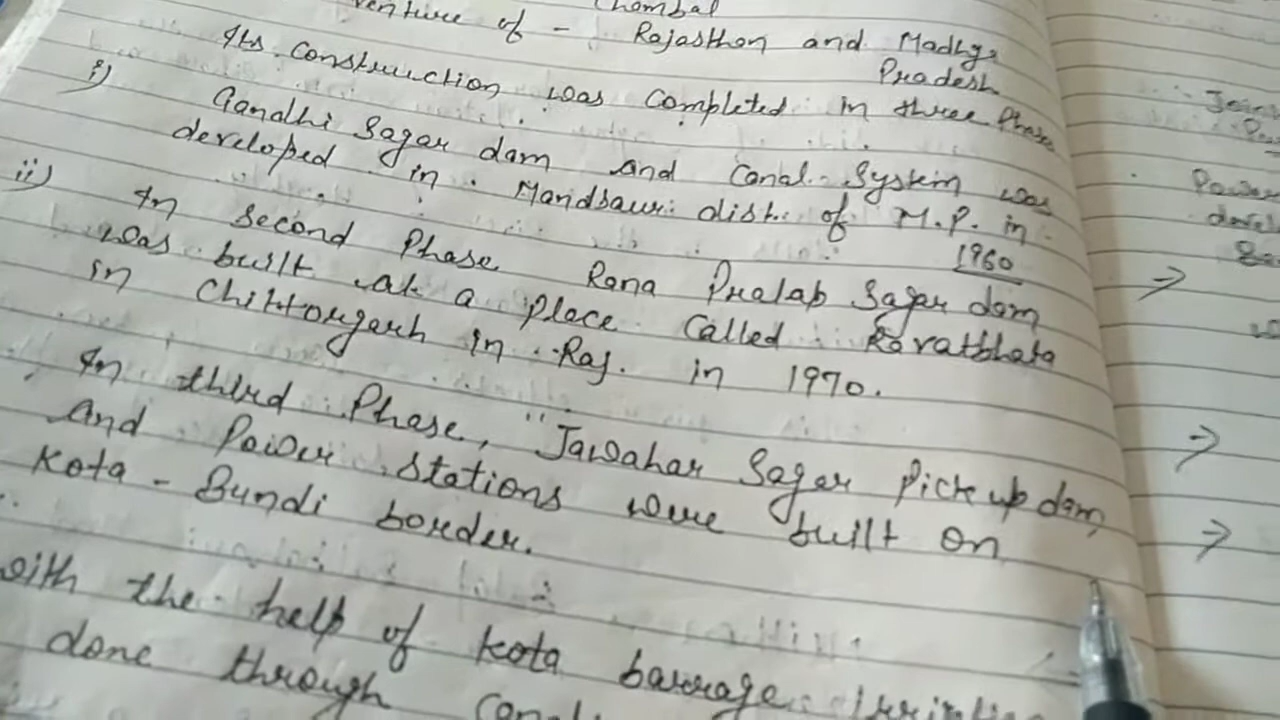 Chambal
venture of - Rajasthan and Madhya
Pradesh
Its construction was completed in three Phases
i) Gandhi Sagar dam and Canal System was
developed in Mandsaur dist. of M.P. in
1960
ii) In second Phase Rana Pratab Sagar dam
was built at a place called Ravatbhata
in Chittorgarh in Raj. in 1970.
In third Phase, Jawahar Sagar Pick up dam
And Power Stations were built on
Kota - Bundi border.
with the help of Kota barrage
done through